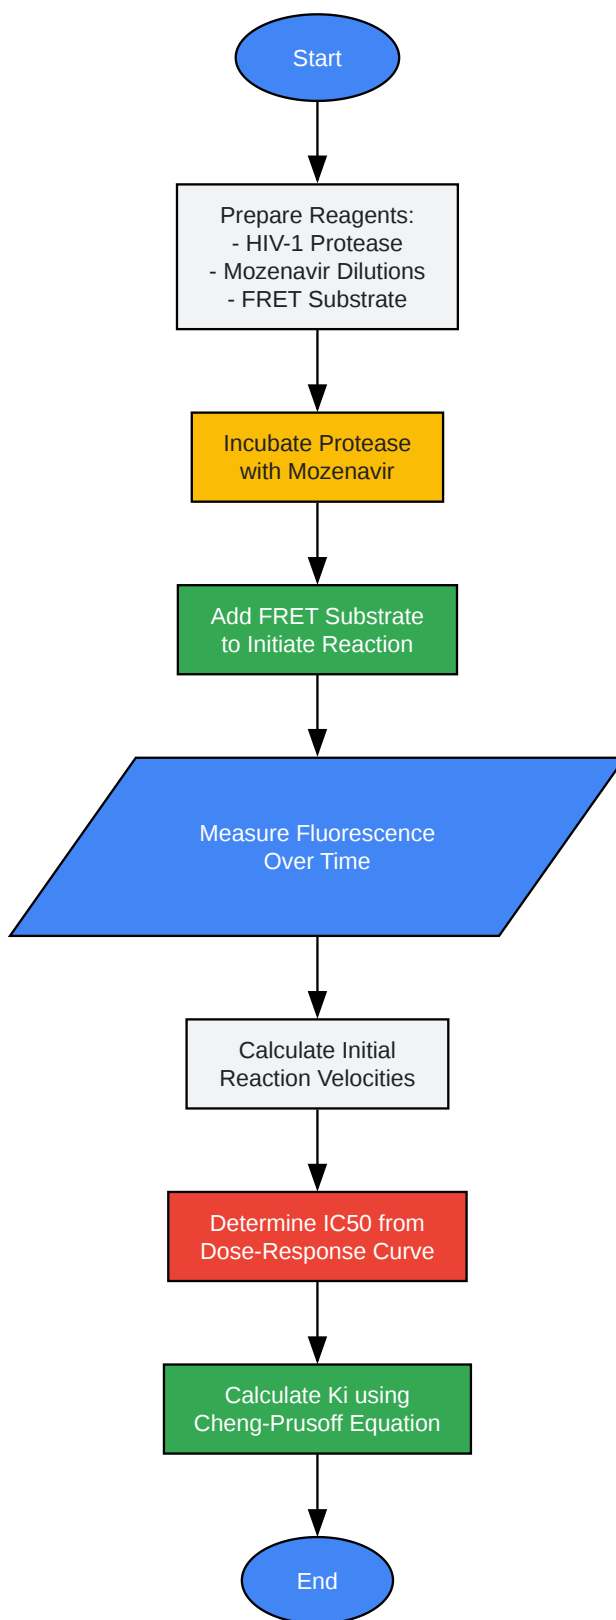 Start
Prepare Reagents:
- HIV-1 Protease
- Mozenavir Dilutions
- FRET Substrate
Incubate Protease
with Mozenavir
Add FRET Substrate
to Initiate Reaction
Measure Fluorescence
Over Time
Calculate Initial
Reaction Velocities
Determine IC50 from
Dose-Response Curve
Calculate Ki using
Cheng-Prusoff Equation
End